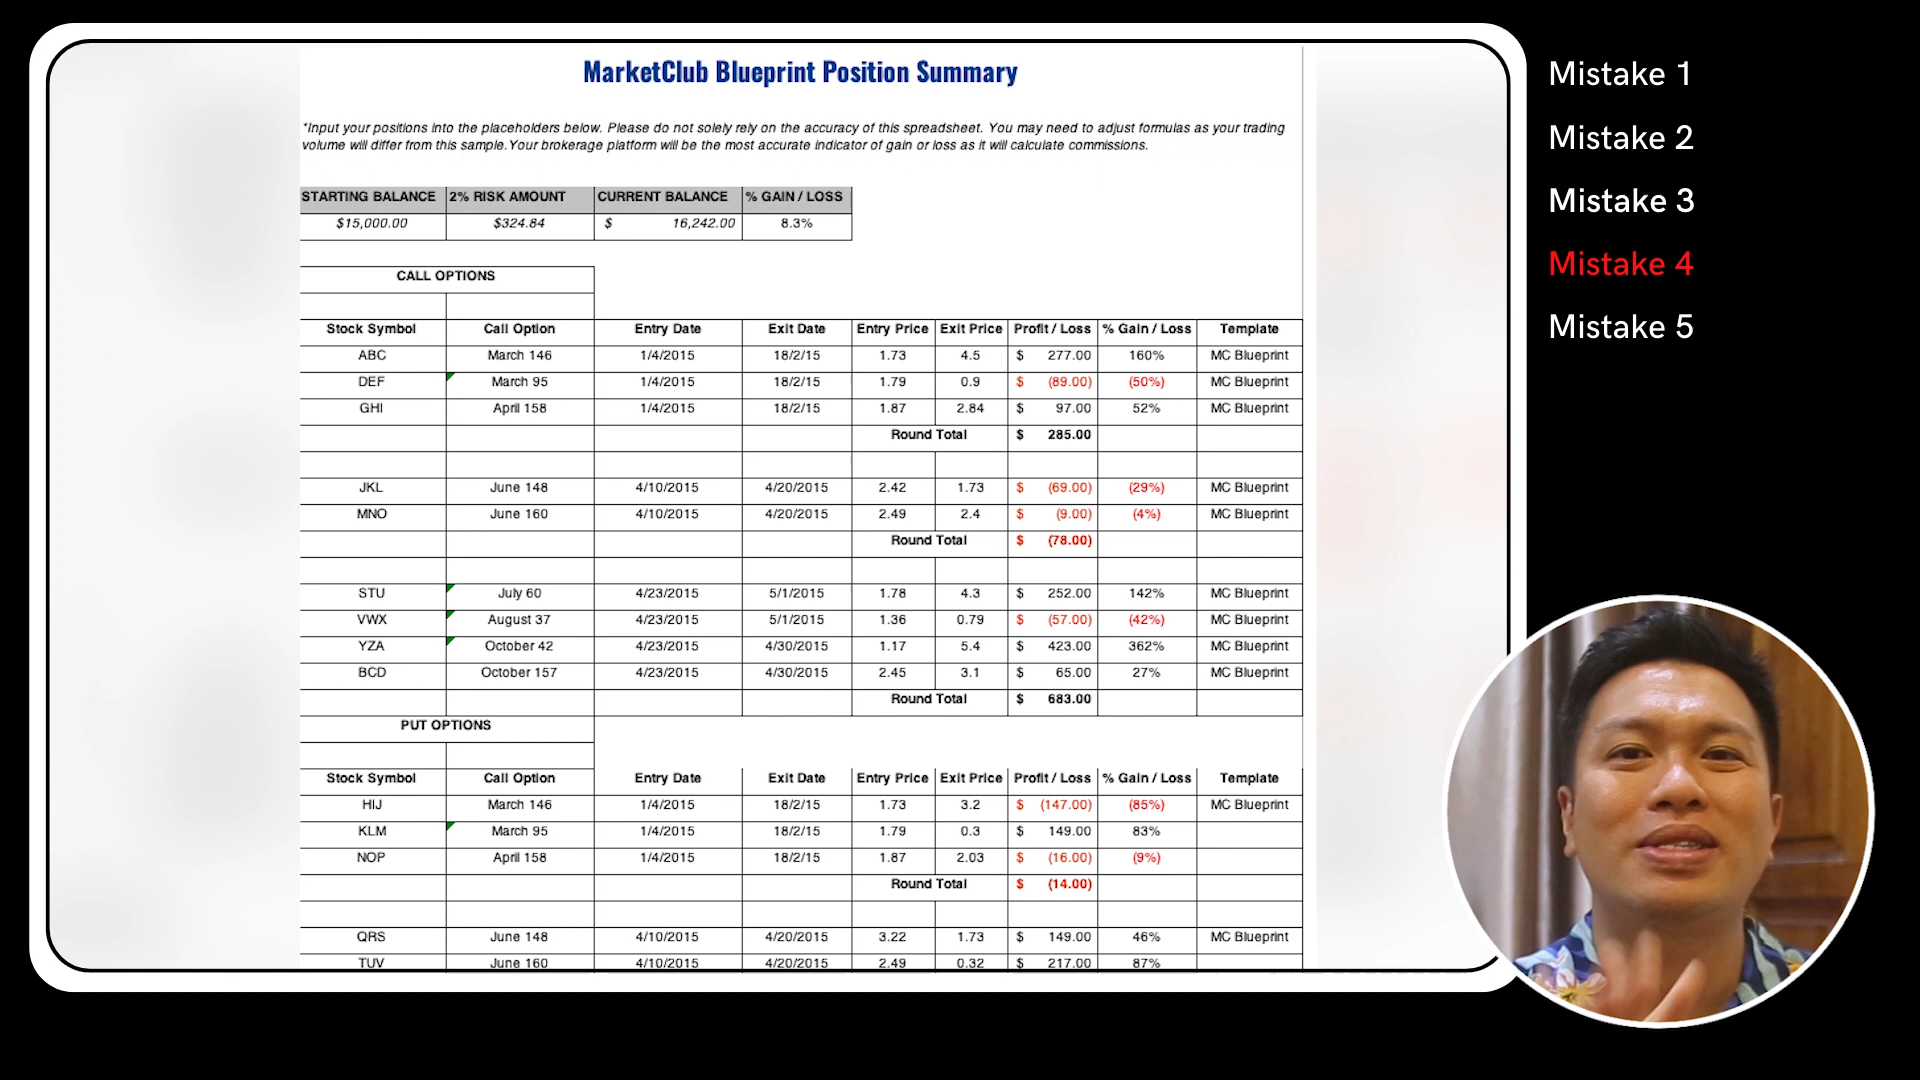 MarketClub Blueprint Position Summary
*Input your positions into the placeholders below. Please do not solely rely on the accuracy of this spreadsheet. You may need to adjust formulas as your trading
volume will differ from this sample.Your brokerage platform will be the most accurate indicator of gain or loss as it will calculate commissions.
STARTING BALANCE 2% RISK AMOUNT CURRENT BALANCE % GAIN / LOSS
$15,000.00 $324.84 $ 16,242.00 8.3%
CALL OPTIONS
Stock Symbol Call Option Entry Date Exit Date Entry Price Exit Price Profit / Loss % Gain / Loss Template
ABC March 146 1/4/2015 18/2/15 1.73 4.5 $ 277.00 160% MC Blueprint
DEF March 95 1/4/2015 18/2/15 1.79 0.9 $ (89.00) (50%) MC Blueprint
GHI April 158 1/4/2015 18/2/15 1.87 2.84 $ 97.00 52% MC Blueprint
Round Total $ 285.00
JKL June 148 4/10/2015 4/20/2015 2.42 1.73 $ (69.00) (29%) MC Blueprint
MNO June 160 4/10/2015 4/20/2015 2.49 2.4 $ (9.00) (4%) MC Blueprint
Round Total $ (78.00)
STU July 60 4/23/2015 5/1/2015 1.78 4.3 $ 252.00 142% MC Blueprint
VWX August 37 4/23/2015 5/1/2015 1.36 0.79 $ (57.00) (42%) MC Blueprint
YZA October 42 4/23/2015 4/30/2015 1.17 5.4 $ 423.00 362% MC Blueprint
BCD October 157 4/23/2015 4/30/2015 2.45 3.1 $ 65.00 27% MC Blueprint
Round Total $ 683.00
PUT OPTIONS
Stock Symbol Call Option Entry Date Exit Date Entry Price Exit Price Profit / Loss % Gain / Loss Template
HIJ March 146 1/4/2015 18/2/15 1.73 3.2 $ (147.00) (85%) MC Blueprint
KLM March 95 1/4/2015 18/2/15 1.79 0.3 $ 149.00 83%
NOP April 158 1/4/2015 18/2/15 1.87 2.03 $ (16.00) (9%)
Round Total $ (14.00)
QRS June 148 4/10/2015 4/20/2015 3.22 1.73 $ 149.00 46% MC Blueprint
TUV June 160 4/10/2015 4/20/2015 2.49 0.32 $ 217.00 87%
Mistake 1
Mistake 2
Mistake 3
Mistake 4
Mistake 5